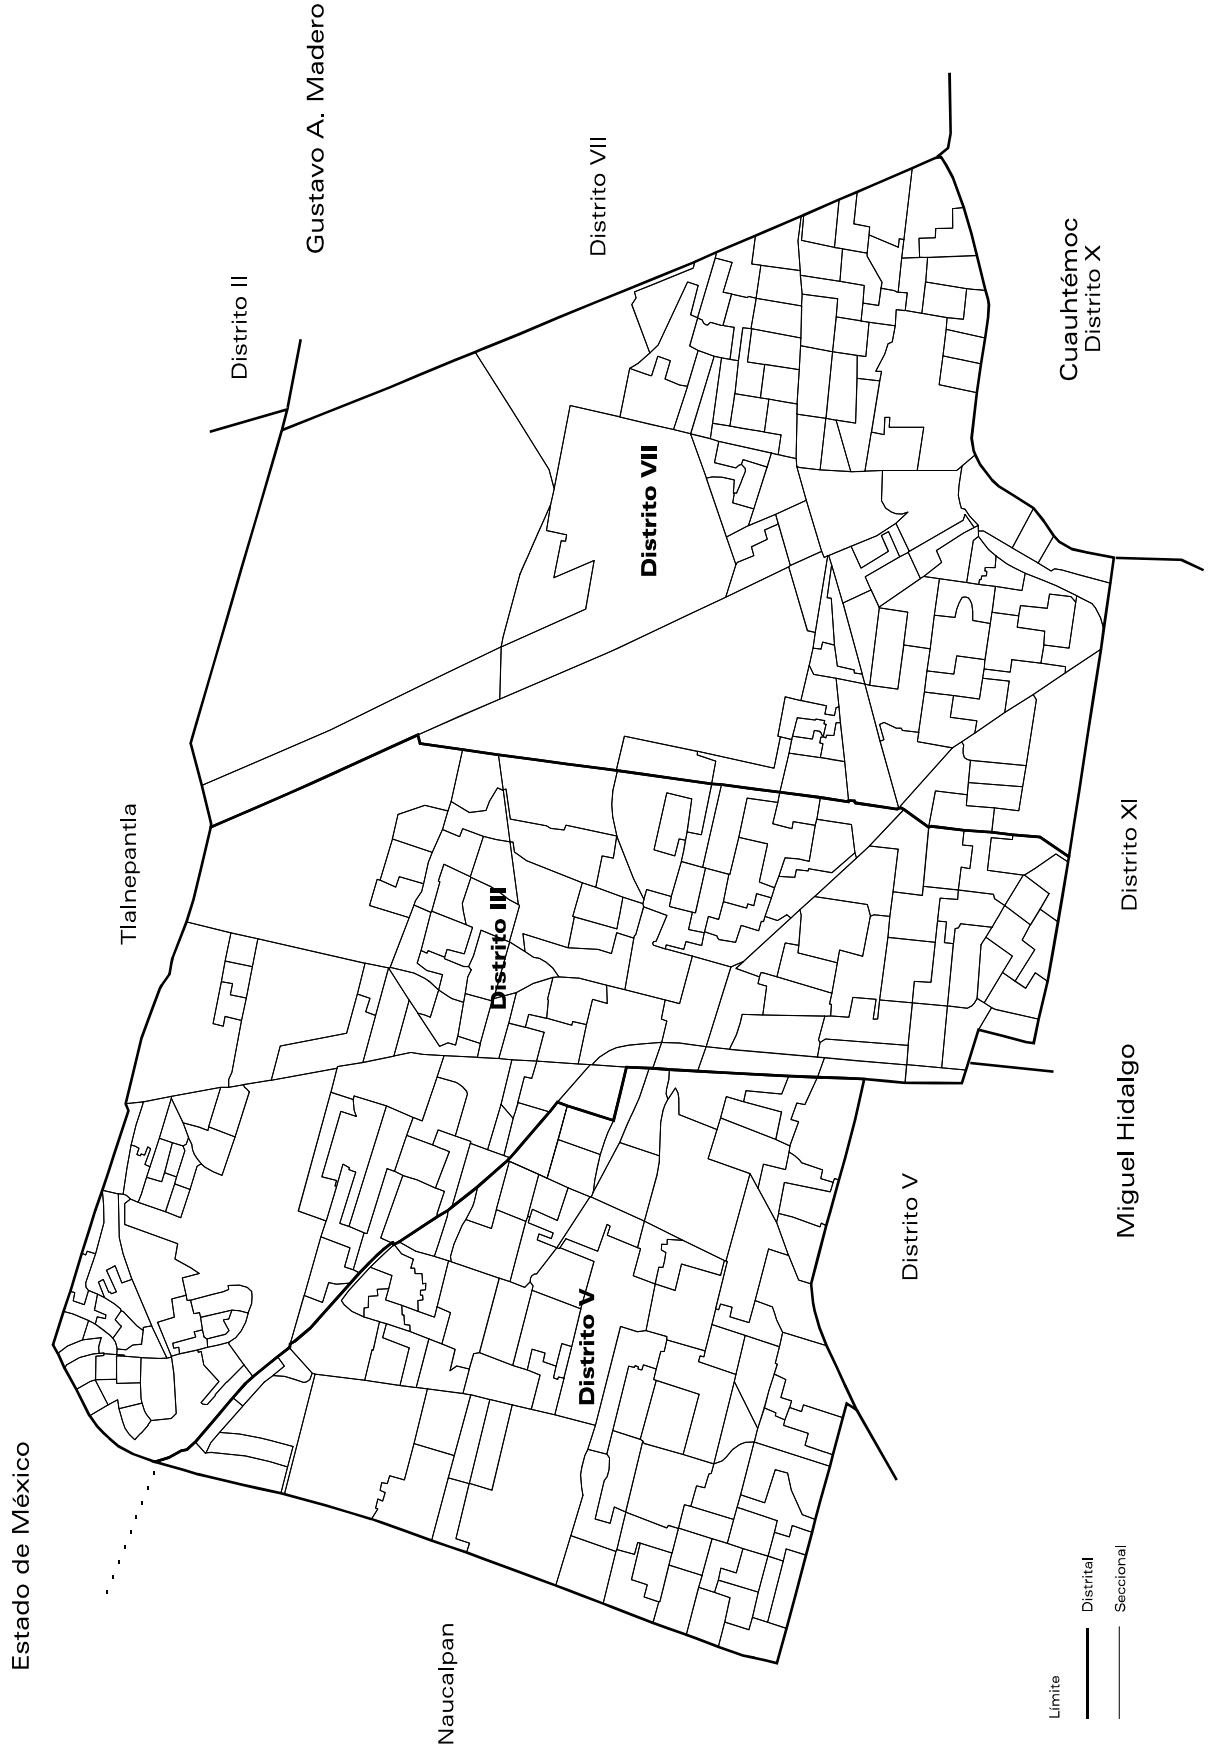 Estado de México
Naucalpan
Tlalnepantla
Distrito II
Gustavo A. Madero
Distrito VII
Distrito III
Distrito V
Distrito VII
Distrito V
Miguel Hidalgo
Distrito XI
Cuauhtémoc
Distrito X
Límite
Distrital
Seccional